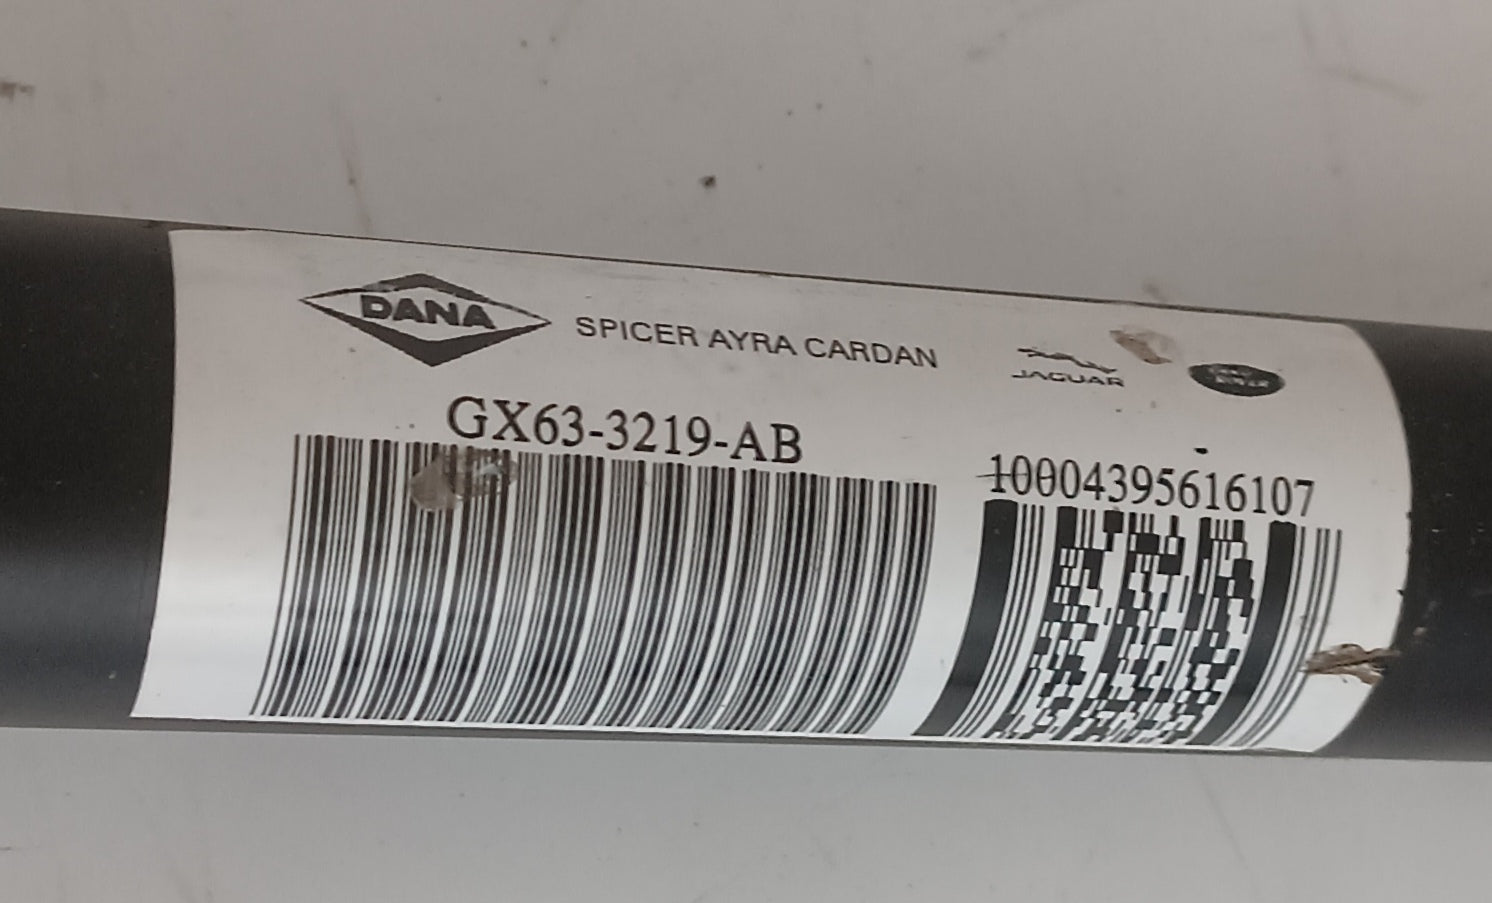 DANA
SPICER AYRA CARDAN
JAGUAR
GX63-3219-AB
10004395616107